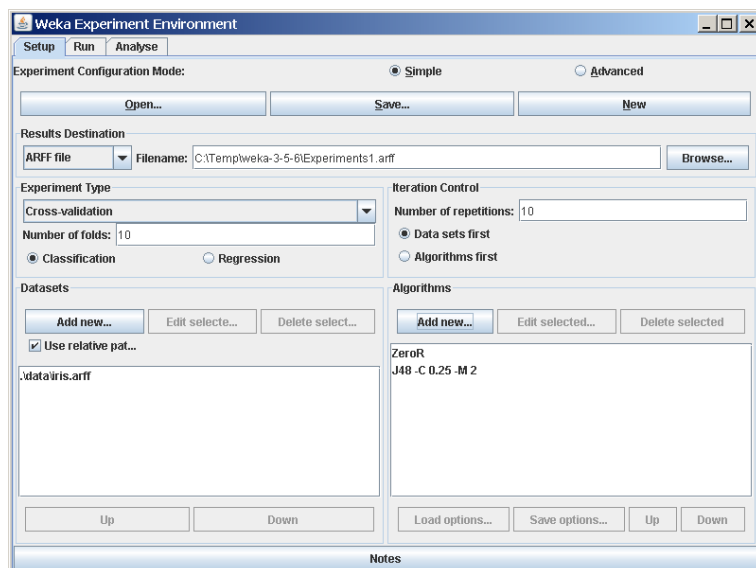 Weka Experiment Environment
Setup Run Analyse
Experiment Configuration Mode: Simple Advanced
Open... Save... New
Results Destination
ARFF file Filename: C:\Temp\weka-3-5-6\Experiments1.arff Browse...
Experiment Type
Cross-validation
Number of folds: 10
Classification Regression
Iteration Control
Number of repetitions: 10
Data sets first
Algorithms first
Datasets
Add new... Edit selecte... Delete select...
Use relative pat...
.\data\iris.arff
Up Down
Algorithms
Add new... Edit selected... Delete selected
ZeroR
J48 -C 0.25 -M 2
Load options... Save options... Up Down
Notes